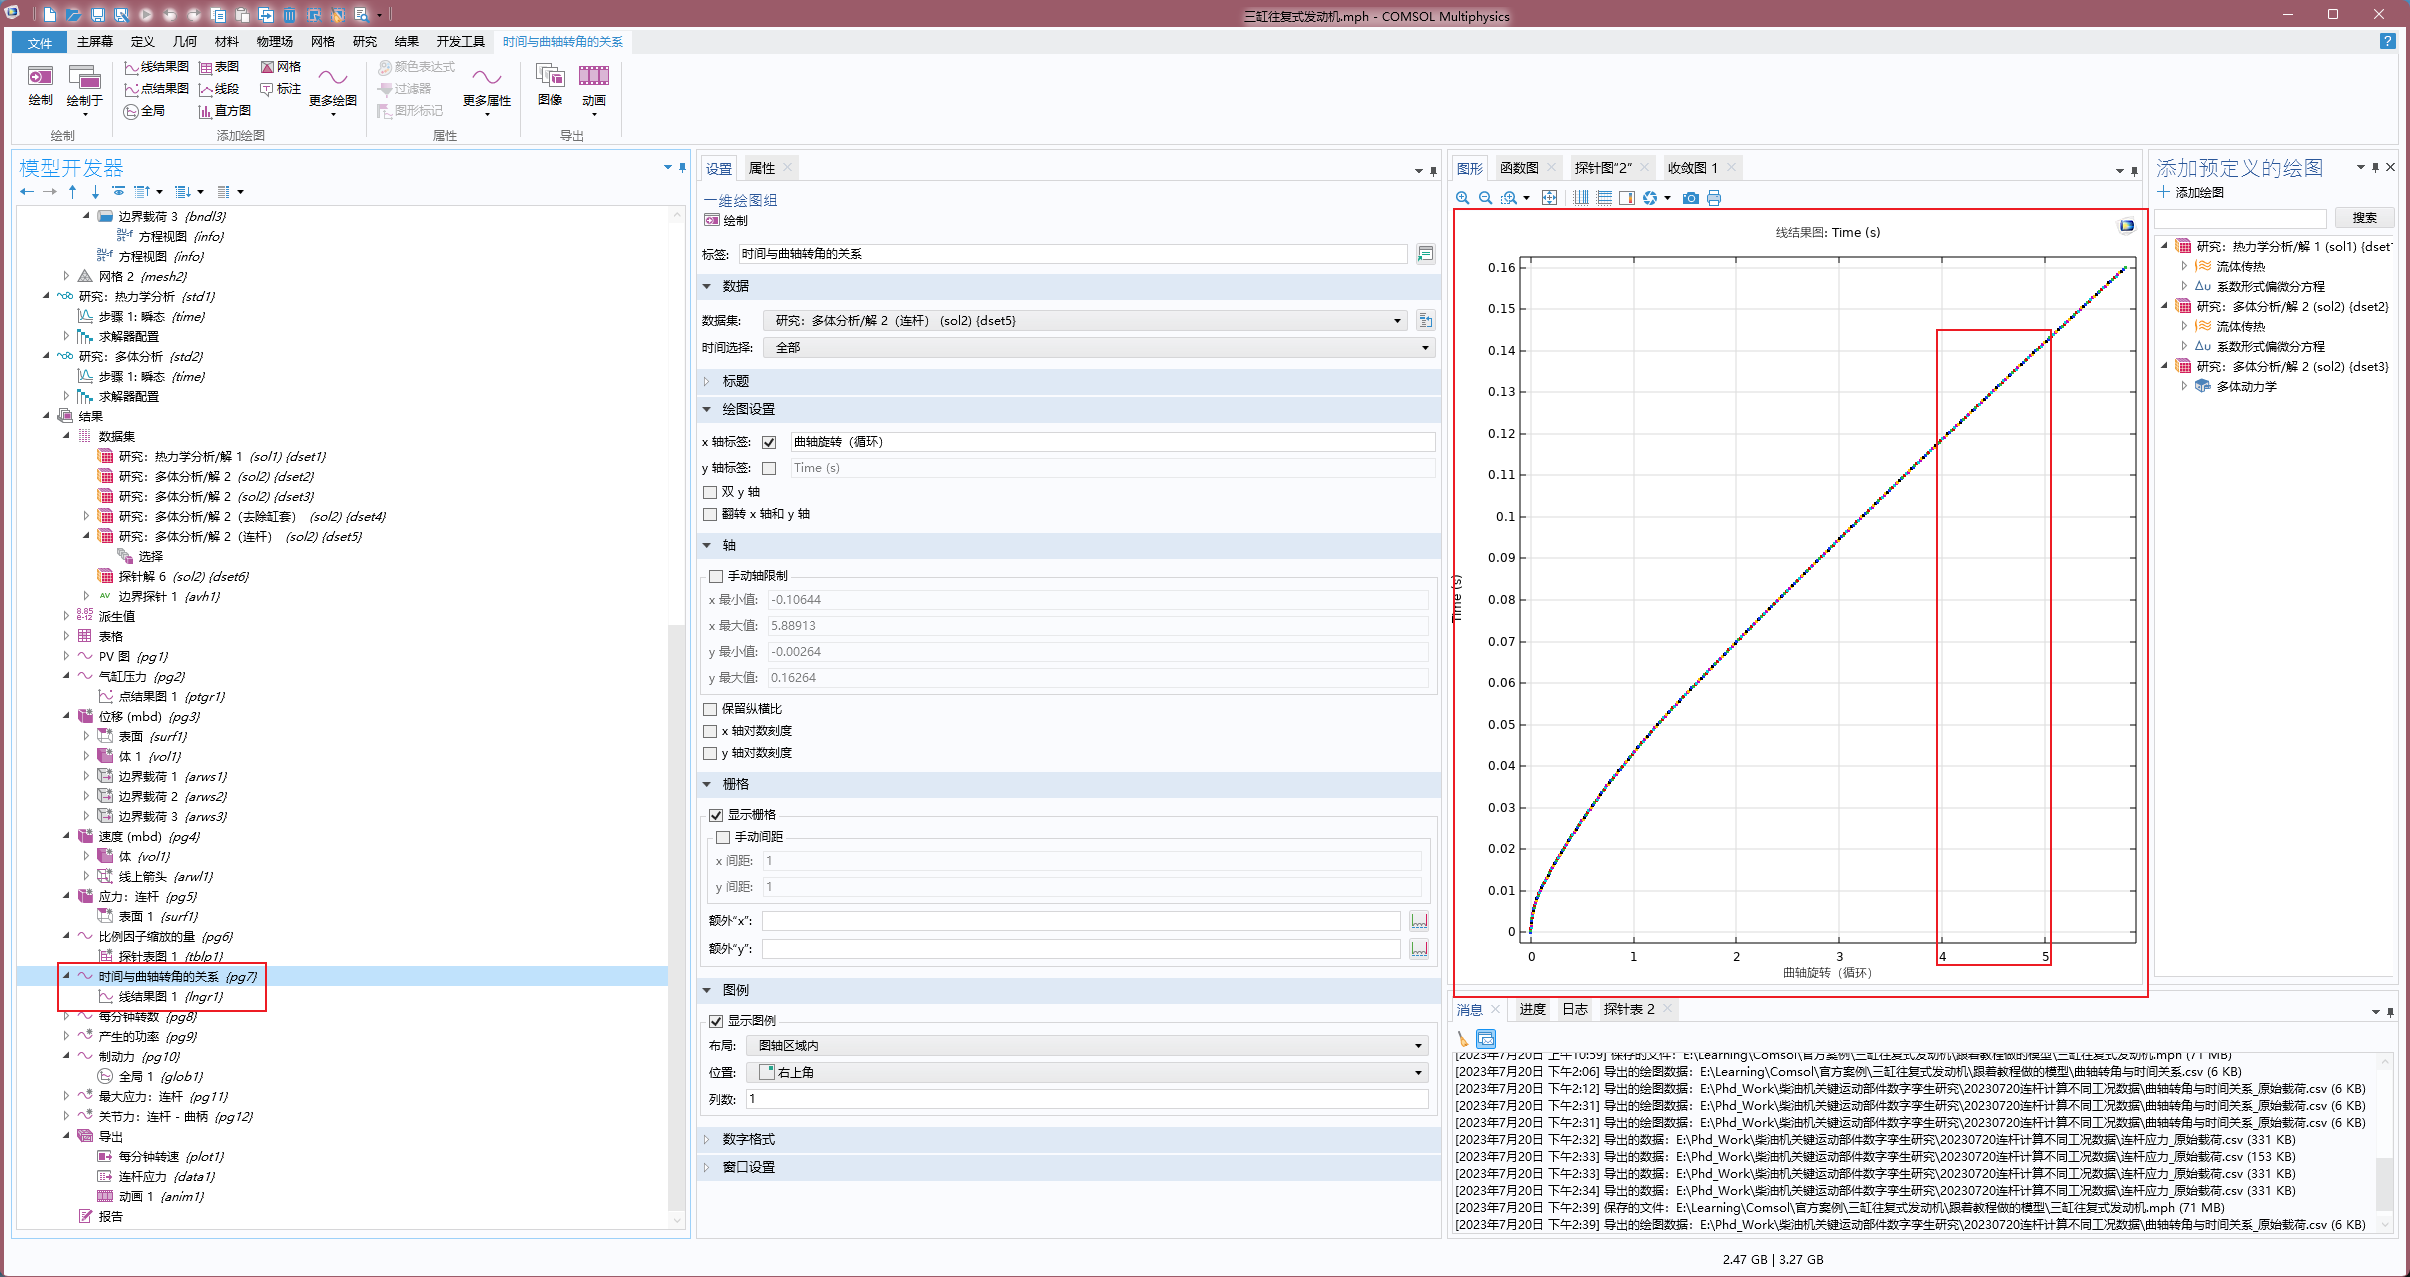 三缸往复式发动机.mph - COMSOL Multiphysics
文件 主屏幕 定义 几何 材料 物理场 网格 研究 结果 开发工具 时间与曲轴转角的关系
绘制 绘制于
线结果图 表图 网格
点结果图 线段 标注
全局 直方图
更多绘图
颜色表达式
过滤器
图形标记
更多属性
图像 动画
绘制 添加绘图 属性 导出
模型开发器
边界载荷 3 {bndl3}
方程视图 {info}
方程视图 {info}
网格 2 {mesh2}
研究: 热力学分析 {std1}
步骤 1: 瞬态 {time}
求解器配置
研究: 多体分析 {std2}
步骤 1: 瞬态 {time}
求解器配置
结果
数据集
研究: 热力学分析/解 1 (sol1) {dset1}
研究: 多体分析/解 2 (sol2) {dset2}
研究: 多体分析/解 2 (sol2) {dset3}
研究: 多体分析/解 2（去除缸套） (sol2) {dset4}
研究: 多体分析/解 2（连杆） (sol2) {dset5}
选择
探针解 6 (sol2) {dset6}
边界探针 1 {avh1}
派生值
表格
PV 图 {pg1}
气缸压力 {pg2}
点结果图 1 {ptgr1}
位移 (mbd) {pg3}
表面 {surf1}
体 1 {vol1}
边界载荷 1 {arws1}
边界载荷 2 {arws2}
边界载荷 3 {arws3}
速度 (mbd) {pg4}
体 {vol1}
线上箭头 {arwl1}
应力: 连杆 {pg5}
表面 1 {surf1}
比例因子缩放的量 {pg6}
探针表图 1 {tblp1}
时间与曲轴转角的关系 {pg7}
线结果图 1 {lngr1}
每分钟转数 {pg8}
产生的功率 {pg9}
制动力 {pg10}
全局 1 {glob1}
最大应力: 连杆 {pg11}
关节力: 连杆 - 曲柄 {pg12}
导出
每分钟转速 {plot1}
连杆应力 {data1}
动画 1 {anim1}
报告
设置 属性
一维绘图组
绘制
标签: 时间与曲轴转角的关系
数据
数据集: 研究: 多体分析/解 2（连杆） (sol2) {dset5}
时间选择: 全部
标题
绘图设置
x 轴标签: 曲轴旋转（循环）
y 轴标签: Time (s)
双 y 轴
翻转 x 轴和 y 轴
轴
手动轴限制
x 最小值: -0.10644
x 最大值: 5.88913
y 最小值: -0.00264
y 最大值: 0.16264
保留纵横比
x 轴对数刻度
y 轴对数刻度
栅格
显示栅格
手动间距
x 间距: 1
y 间距: 1
额外“x”:
额外“y”:
图例
显示图例
布局: 图轴区域内
位置: 右上角
列数: 1
数字格式
窗口设置
图形 函数图 探针图“2” 收敛图 1
线结果图: Time (s)
0.16
0.15
0.14
0.13
0.12
0.11
0.1
0.09
0.08
0.07
0.06
0.05
0.04
0.03
0.02
0.01
0
Time (s)
0 1 2 3 4 5
曲轴旋转（循环）
消息 进度 日志 探针表 2
[2023年7月20日 上午10:59] 保存的文件: E:\Learning\Comsol\官方案例\三缸往复式发动机\跟着教程做的模型\三缸往复式发动机.mph (71 MB)
[2023年7月20日 下午2:06] 导出的绘图数据: E:\Learning\Comsol\官方案例\三缸往复式发动机\跟着教程做的模型\曲轴转角与时间关系.csv (6 KB)
[2023年7月20日 下午2:12] 导出的绘图数据: E:\Phd_Work\柴油机关键运动部件数字孪生研究\20230720连杆计算不同工况数据\曲轴转角与时间关系_原始载荷.csv (6 KB)
[2023年7月20日 下午2:31] 导出的绘图数据: E:\Phd_Work\柴油机关键运动部件数字孪生研究\20230720连杆计算不同工况数据\曲轴转角与时间关系_原始载荷.csv (6 KB)
[2023年7月20日 下午2:31] 导出的绘图数据: E:\Phd_Work\柴油机关键运动部件数字孪生研究\20230720连杆计算不同工况数据\曲轴转角与时间关系_原始载荷.csv (6 KB)
[2023年7月20日 下午2:32] 导出的数据: E:\Phd_Work\柴油机关键运动部件数字孪生研究\20230720连杆计算不同工况数据\连杆应力_原始载荷.csv (331 KB)
[2023年7月20日 下午2:33] 导出的数据: E:\Phd_Work\柴油机关键运动部件数字孪生研究\20230720连杆计算不同工况数据\连杆应力_原始载荷.csv (153 KB)
[2023年7月20日 下午2:33] 导出的数据: E:\Phd_Work\柴油机关键运动部件数字孪生研究\20230720连杆计算不同工况数据\连杆应力_原始载荷.csv (331 KB)
[2023年7月20日 下午2:34] 导出的数据: E:\Phd_Work\柴油机关键运动部件数字孪生研究\20230720连杆计算不同工况数据\连杆应力_原始载荷.csv (331 KB)
[2023年7月20日 下午2:39] 保存的文件: E:\Learning\Comsol\官方案例\三缸往复式发动机\跟着教程做的模型\三缸往复式发动机.mph (71 MB)
[2023年7月20日 下午2:39] 导出的绘图数据: E:\Phd_Work\柴油机关键运动部件数字孪生研究\20230720连杆计算不同工况数据\曲轴转角与时间关系_原始载荷.csv (6 KB)
添加预定义的绘图
添加绘图
搜索
研究: 热力学分析/解 1 (sol1) {dset
流体传热
Δu 系数形式偏微分方程
研究: 多体分析/解 2 (sol2) {dset2}
流体传热
Δu 系数形式偏微分方程
研究: 多体分析/解 2 (sol2) {dset3}
多体动力学
2.47 GB | 3.27 GB